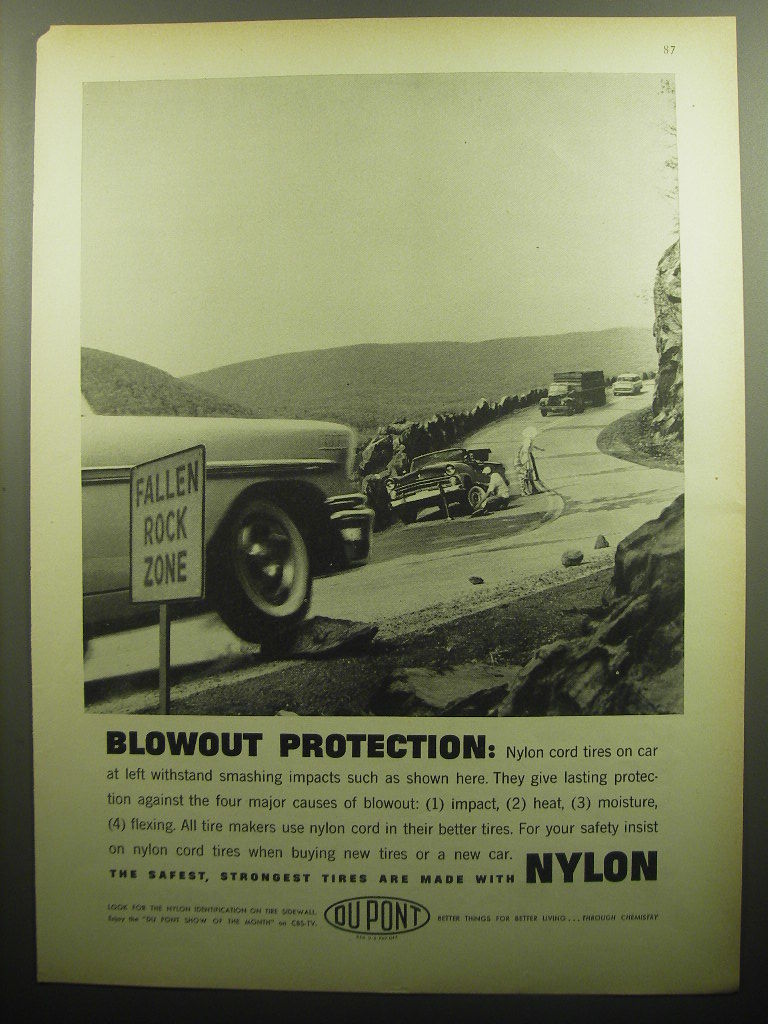 87
FALLEN
ROCK
ZONE
BLOWOUT PROTECTION: Nylon cord tires on car
at left withstand smashing impacts such as shown here. They give lasting protec-
tion against the four major causes of blowout: (1) impact, (2) heat, (3) moisture,
(4) flexing. All tire makers use nylon cord in their better tires. For your safety insist
on nylon cord tires when buying new tires or a new car.
THE SAFEST, STRONGEST TIRES ARE MADE WITH NYLON
LOOK FOR THE NYLON IDENTIFICATION ON TIRE SIDEWALL.
Enjoy the "DU PONT SHOW OF THE MONTH" on CBS-TV.
DU PONT
REG. U.S. PAT. OFF.
BETTER THINGS FOR BETTER LIVING...THROUGH CHEMISTRY